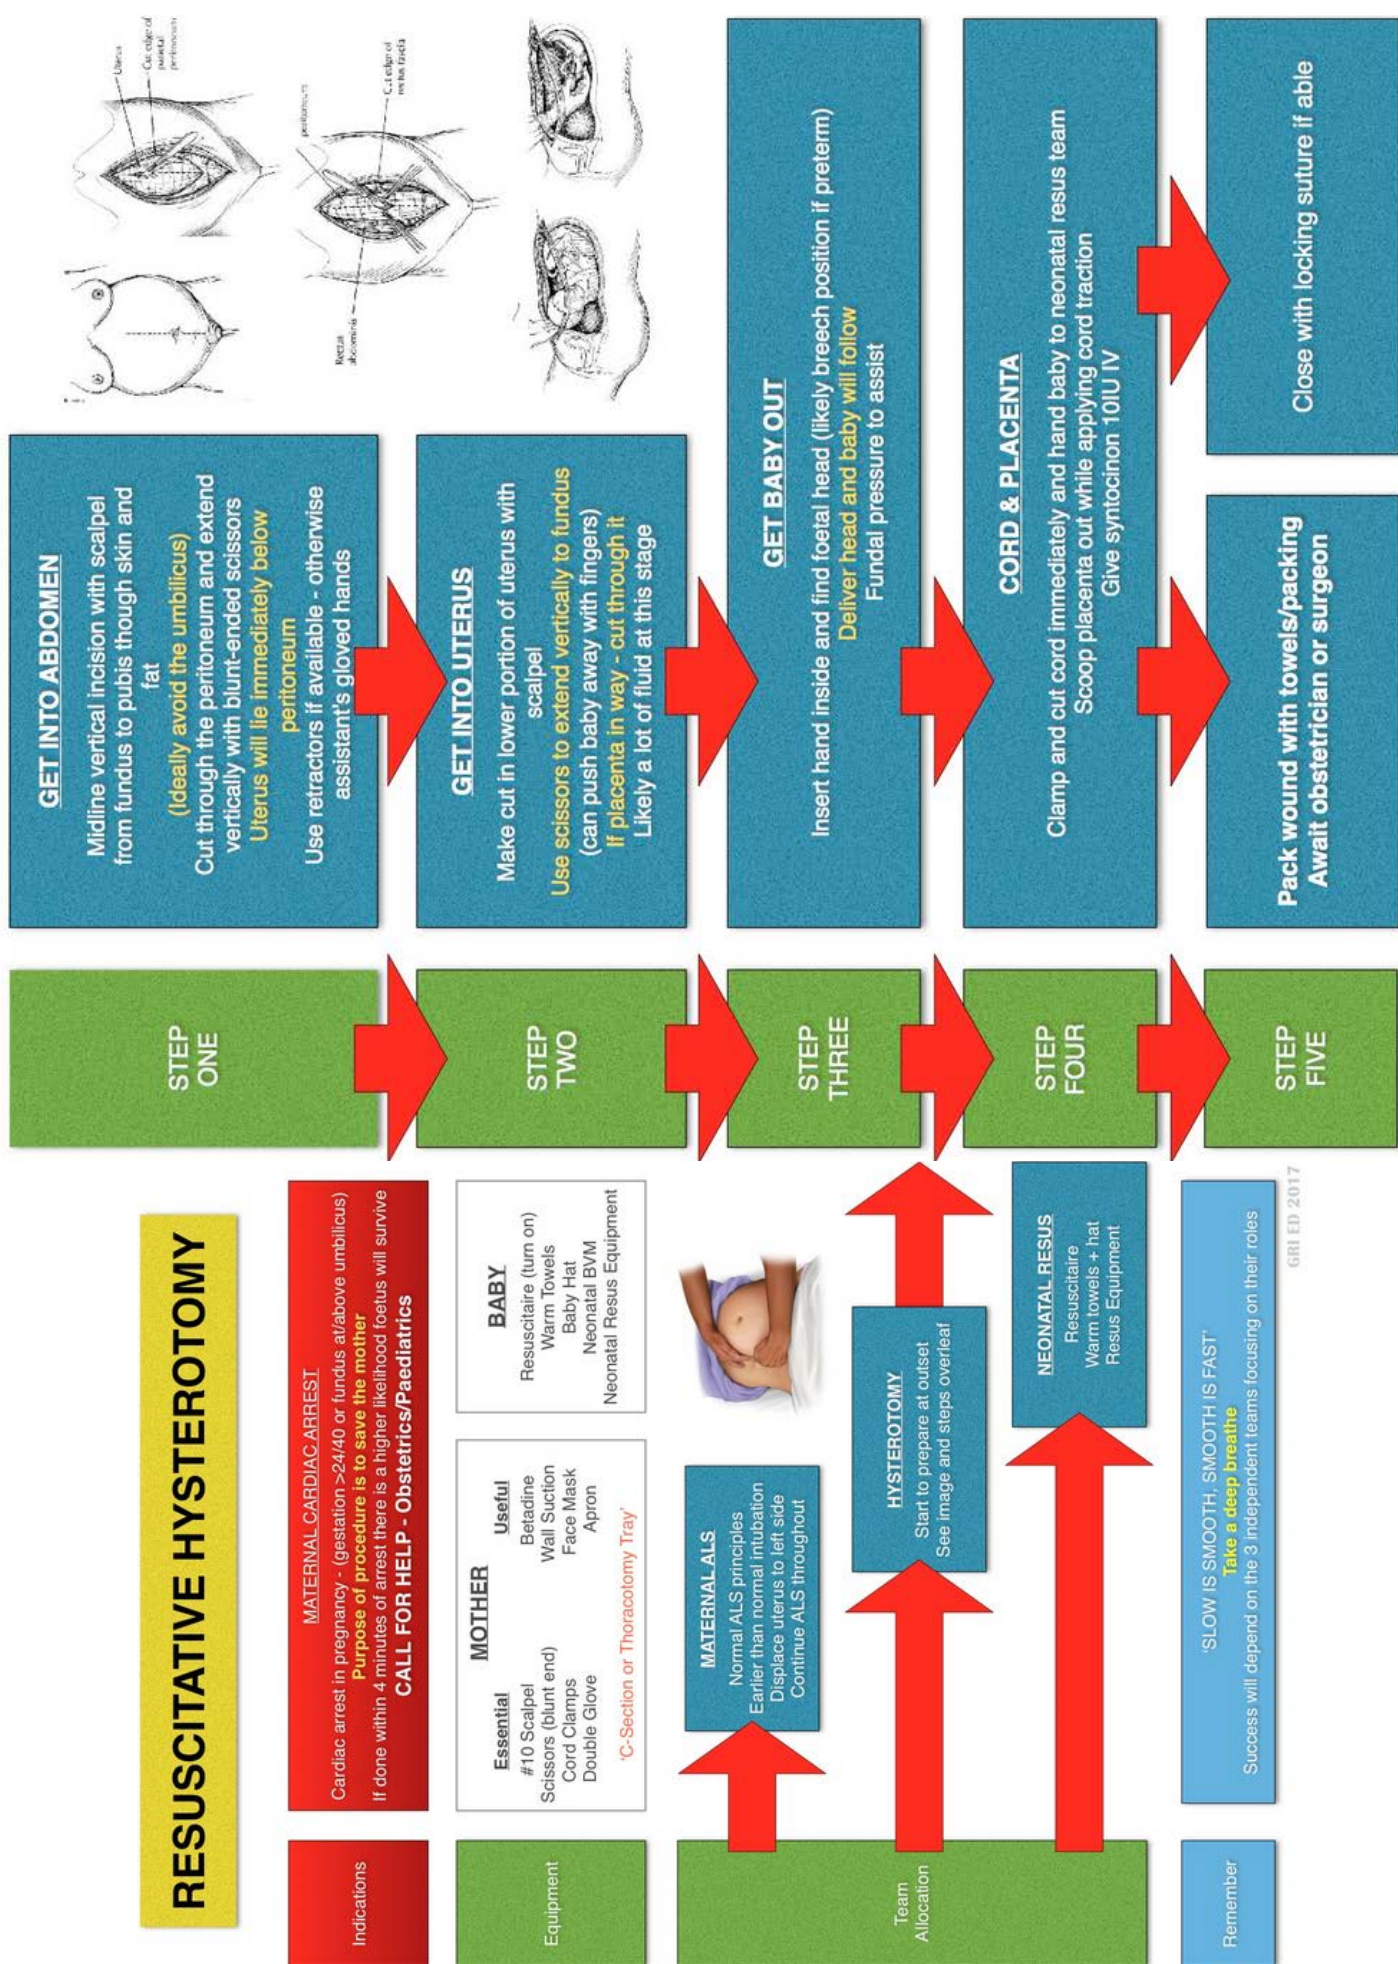 RESUSCITATIVE HYSTEROTOMY
Indications
MATERNAL CARDIAC ARREST
Cardiac arrest in pregnancy - (gestation >24/40 or fundus at/above umbilicus)
Purpose of procedure is to save the mother
If done within 4 minutes of arrest there is a higher likelihood foetus will survive
CALL FOR HELP - Obstetrics/Paediatrics
Equipment
MOTHER
Essential
#10 Scalpel
Scissors (blunt end)
Cord Clamps
Double Glove
Useful
Betadine
Wall Suction
Face Mask
Apron
'C-Section or Thoracotomy Tray'
BABY
Resuscitaire (turn on)
Warm Towels
Baby Hat
Neonatal BVM
Neonatal Resus Equipment
Team
Allocation
MATERNAL ALS
Normal ALS principles
Earlier than normal intubation
Displace uterus to left side
Continue ALS throughout
HYSTEROTOMY
Start to prepare at outset
See image and steps overleaf
NEONATAL RESUS
Resuscitaire
Warm towels + hat
Resus Equipment
Remember
'SLOW IS SMOOTH, SMOOTH IS FAST'
Take a deep breathe
Success will depend on the 3 independent teams focusing on their roles
GRI ED 2017
STEP
ONE
GET INTO ABDOMEN
Midline vertical incision with scalpel
from fundus to pubis though skin and
fat
(Ideally avoid the umbilicus)
Cut through the peritoneum and extend
vertically with blunt-ended scissors
Uterus will lie immediately below
peritoneum
Use retractors if available - otherwise
assistant's gloved hands
Uterus
Cut edge of
parietal
peritoneum
peritoneum
Rectus
abdominis
Cut edge of
rectus fascia
STEP
TWO
GET INTO UTERUS
Make cut in lower portion of uterus with
scalpel
Use scissors to extend vertically to fundus
(can push baby away with fingers)
If placenta in way - cut through it
Likely a lot of fluid at this stage
STEP
THREE
GET BABY OUT
Insert hand inside and find foetal head (likely breech position if preterm)
Deliver head and baby will follow
Fundal pressure to assist
STEP
FOUR
CORD & PLACENTA
Clamp and cut cord immediately and hand baby to neonatal resus team
Scoop placenta out while applying cord traction
Give syntocinon 10IU IV
STEP
FIVE
Pack wound with towels/packing
Await obstetrician or surgeon
Close with locking suture if able